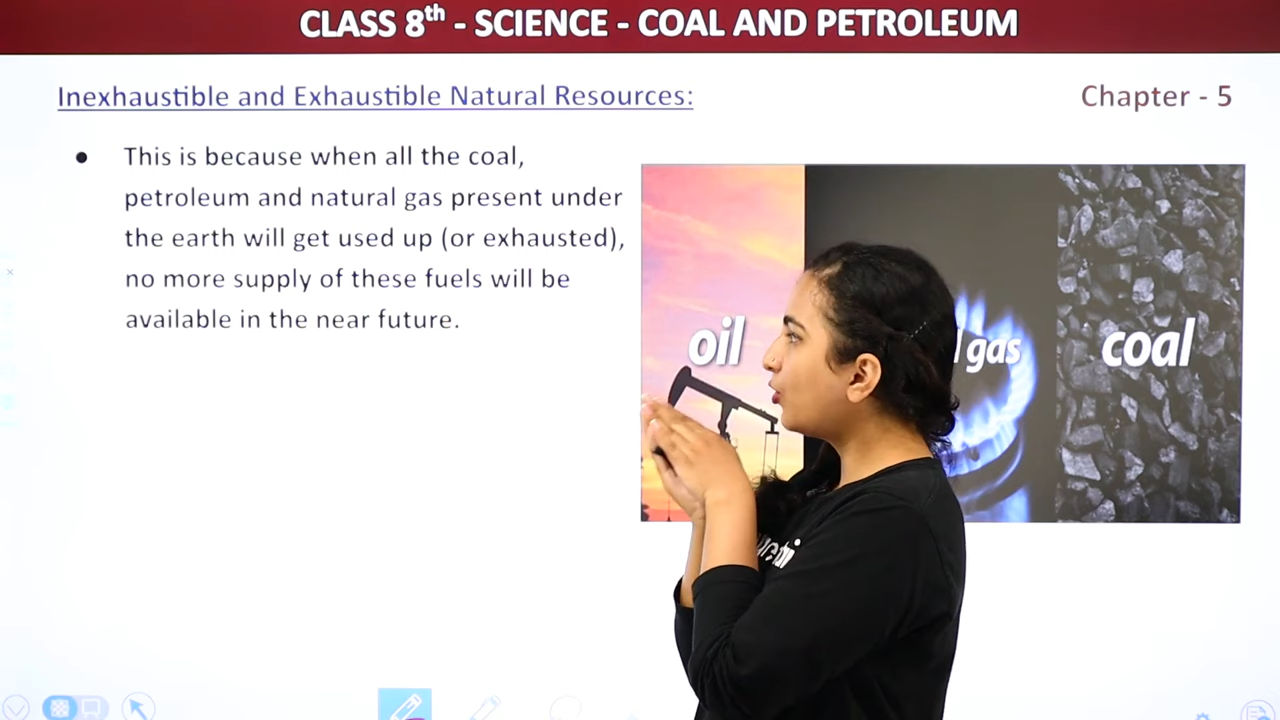 CLASS 8th - SCIENCE - COAL AND PETROLEUM
Inexhaustible and Exhaustible Natural Resources:
Chapter - 5
● This is because when all the coal,
petroleum and natural gas present under
the earth will get used up (or exhausted),
no more supply of these fuels will be
available in the near future.
oil
gas
coal